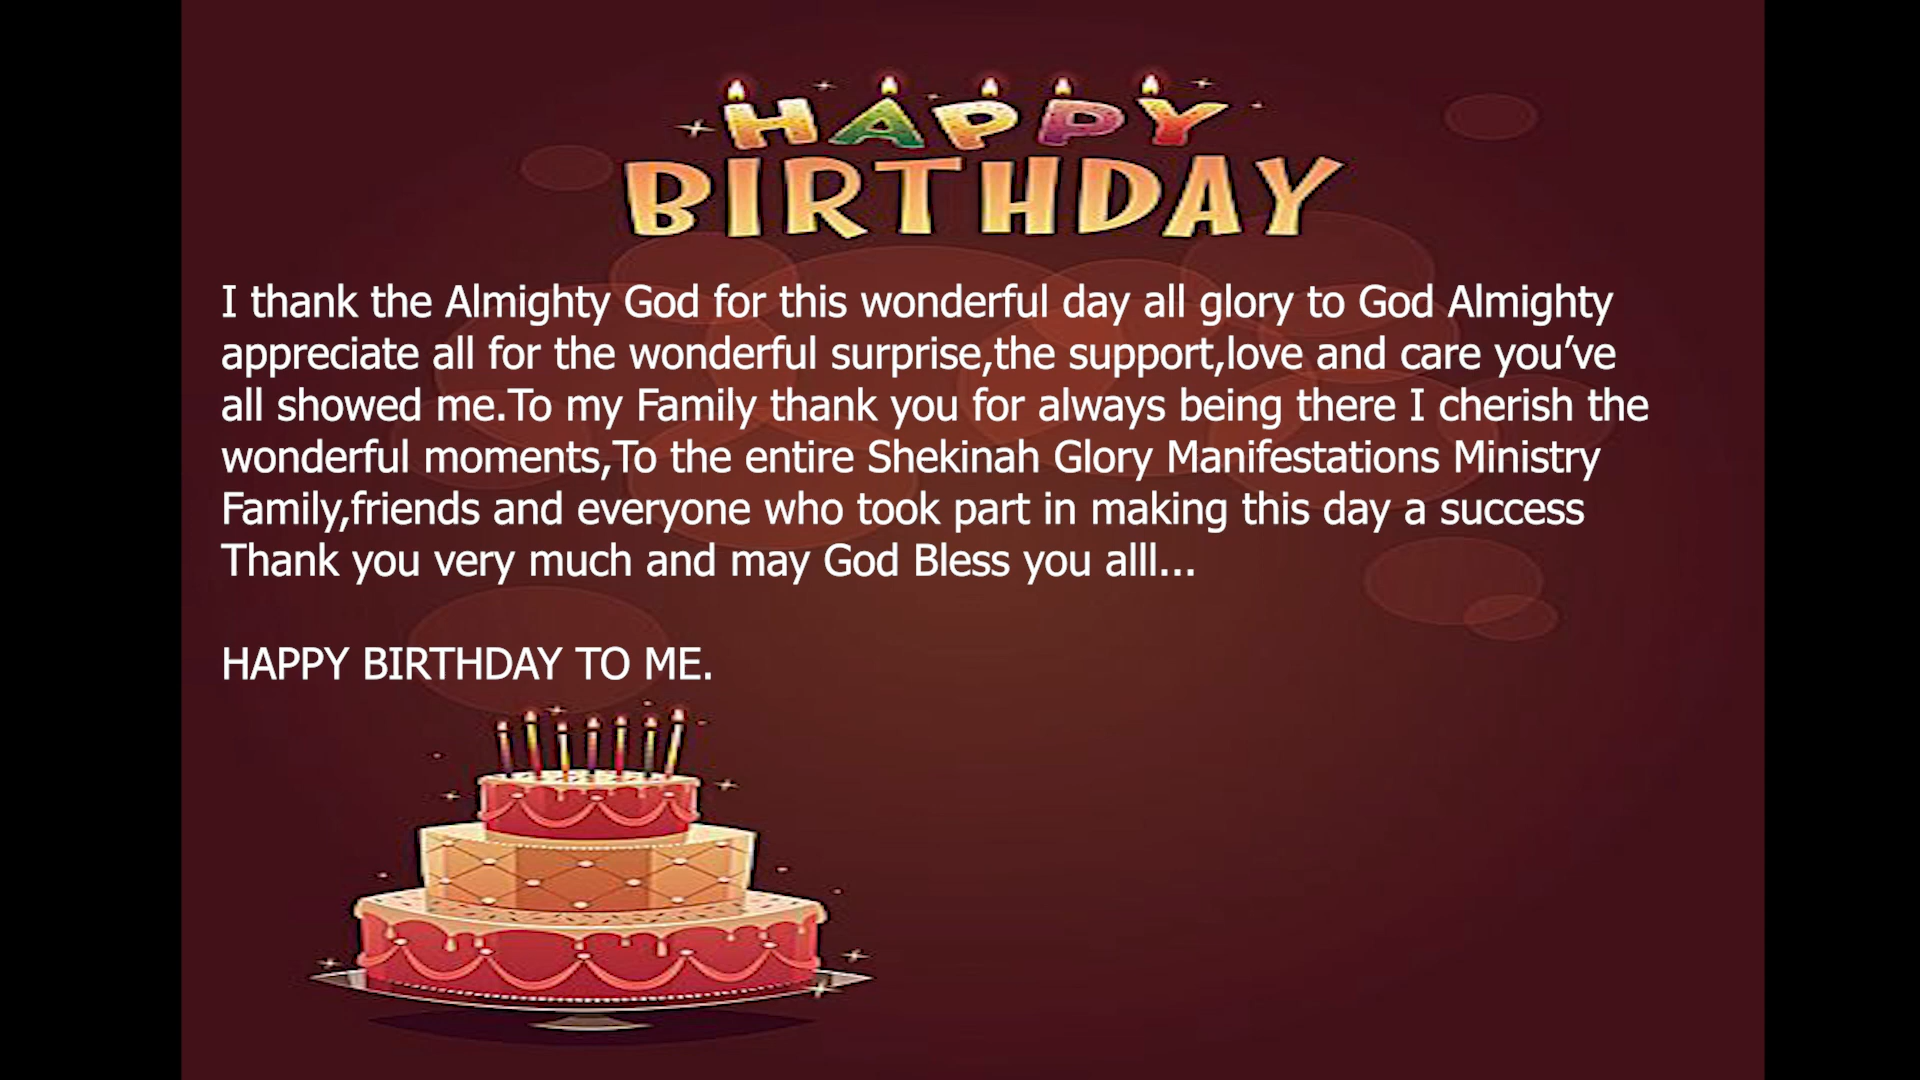 HAPPY
BIRTHDAY
I thank the Almighty God for this wonderful day all glory to God Almighty
appreciate all for the wonderful surprise,the support,love and care you’ve
all showed me.To my Family thank you for always being there I cherish the
wonderful moments,To the entire Shekinah Glory Manifestations Ministry
Family,friends and everyone who took part in making this day a success
Thank you very much and may God Bless you alll...
HAPPY BIRTHDAY TO ME.